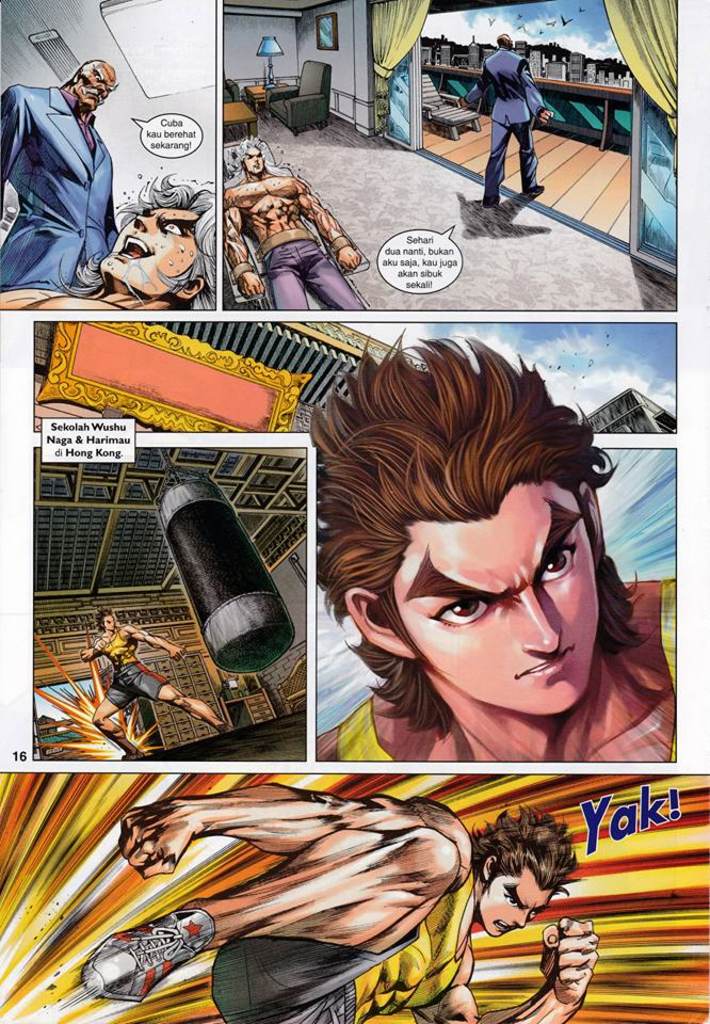 Cuba
kau berehat
sekarang!
Sehari
dua nanti, bukan
aku saja, kau juga
akan sibuk
sekali!
Sekolah Wushu
Naga & Harimau
di Hong Kong.
16
Yak!